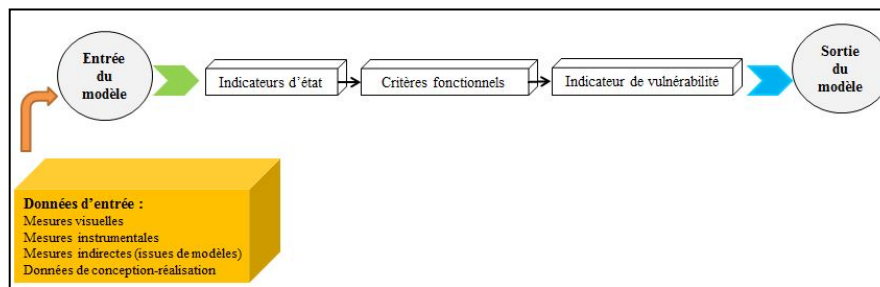 Entrée
du
modèle
Indicateurs d'état
Critères fonctionnels
Indicateur de vulnérabilité
Sortie
du
modèle
Données d'entrée :
Mesures visuelles
Mesures instrumentales
Mesures indirectes (issues de modèles)
Données de conception-réalisation